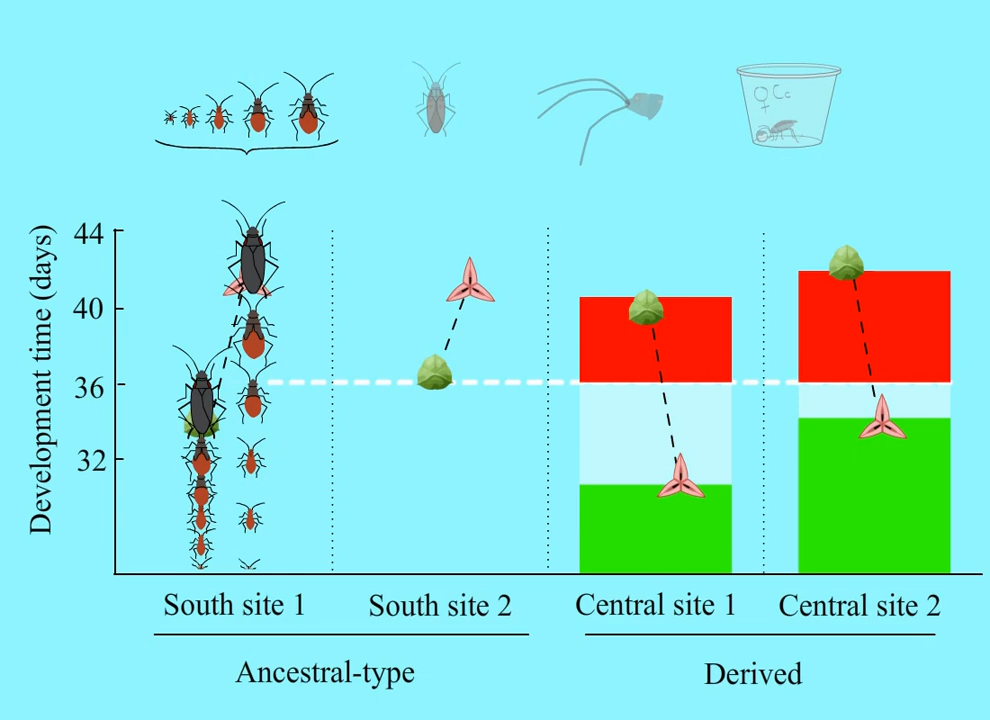 ♀ Cc
Development time (days)
44
40
36
32
South site 1
South site 2
Central site 1
Central site 2
Ancestral-type
Derived